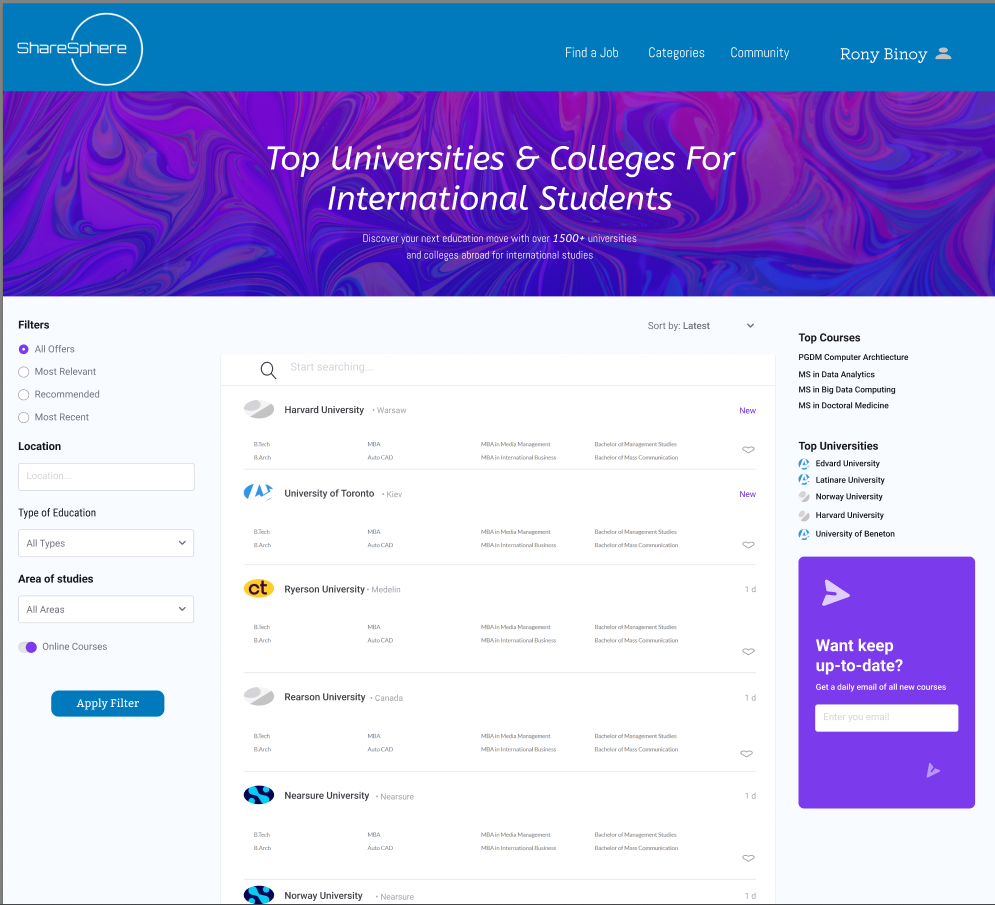 ShareSphere
Find a Job Categories Community Rony Binoy
Top Universities & Colleges For
International Students
Discover your next education move with over 1500+ universities
and colleges abroad for international studies
Filters
All Offers
Most Relevant
Recommended
Most Recent
Location
Location...
Type of Education
All Types
Area of studies
All Areas
Online Courses
Apply Filter
Sort by: Latest
Start searching...
Harvard University • Warsaw New
B.Tech MBA MBA in Media Management Bachelor of Management Studies
B.Arch Auto CAD MBA in International Business Bachelor of Mass Communication
University of Toronto • Kiev New
B.Tech MBA MBA in Media Management Bachelor of Management Studies
B.Arch Auto CAD MBA in International Business Bachelor of Mass Communication
ct
Ryerson University • Medelin 1 d
B.Tech MBA MBA in Media Management Bachelor of Management Studies
B.Arch Auto CAD MBA in International Business Bachelor of Mass Communication
Rearson University • Canada 1 d
B.Tech MBA MBA in Media Management Bachelor of Management Studies
B.Arch Auto CAD MBA in International Business Bachelor of Mass Communication
Nearsure University • Nearsure 1 d
B.Tech MBA MBA in Media Management Bachelor of Management Studies
B.Arch Auto CAD MBA in International Business Bachelor of Mass Communication
Norway University • Nearsure 1 d
Top Courses
PGDM Computer Archtiecture
MS in Data Analytics
MS in Big Data Computing
MS in Doctoral Medicine
Top Universities
Edvard University
Latinare University
Norway University
Harvard University
University of Beneton
Want keep
up-to-date?
Get a daily email of all new courses
Enter you email